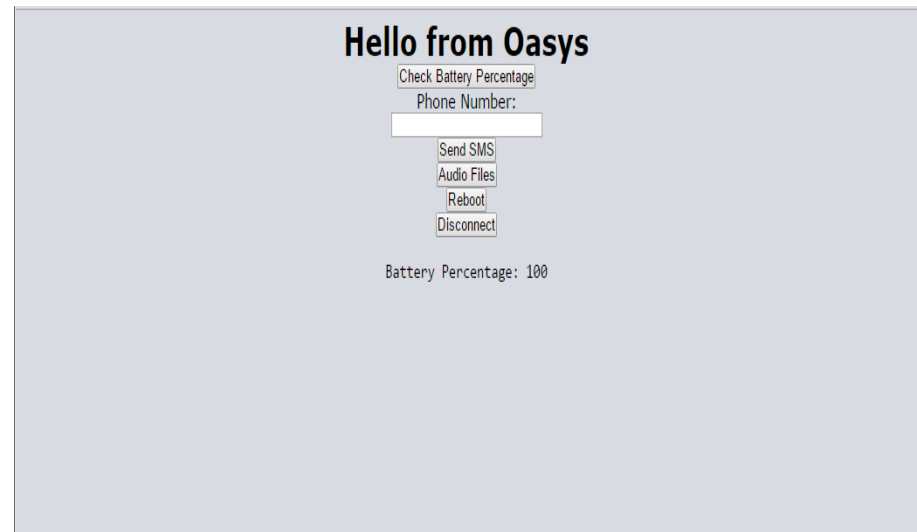 Hello from Oasys
Check Battery Percentage
Phone Number:
Send SMS
Audio Files
Reboot
Disconnect
Battery Percentage: 100